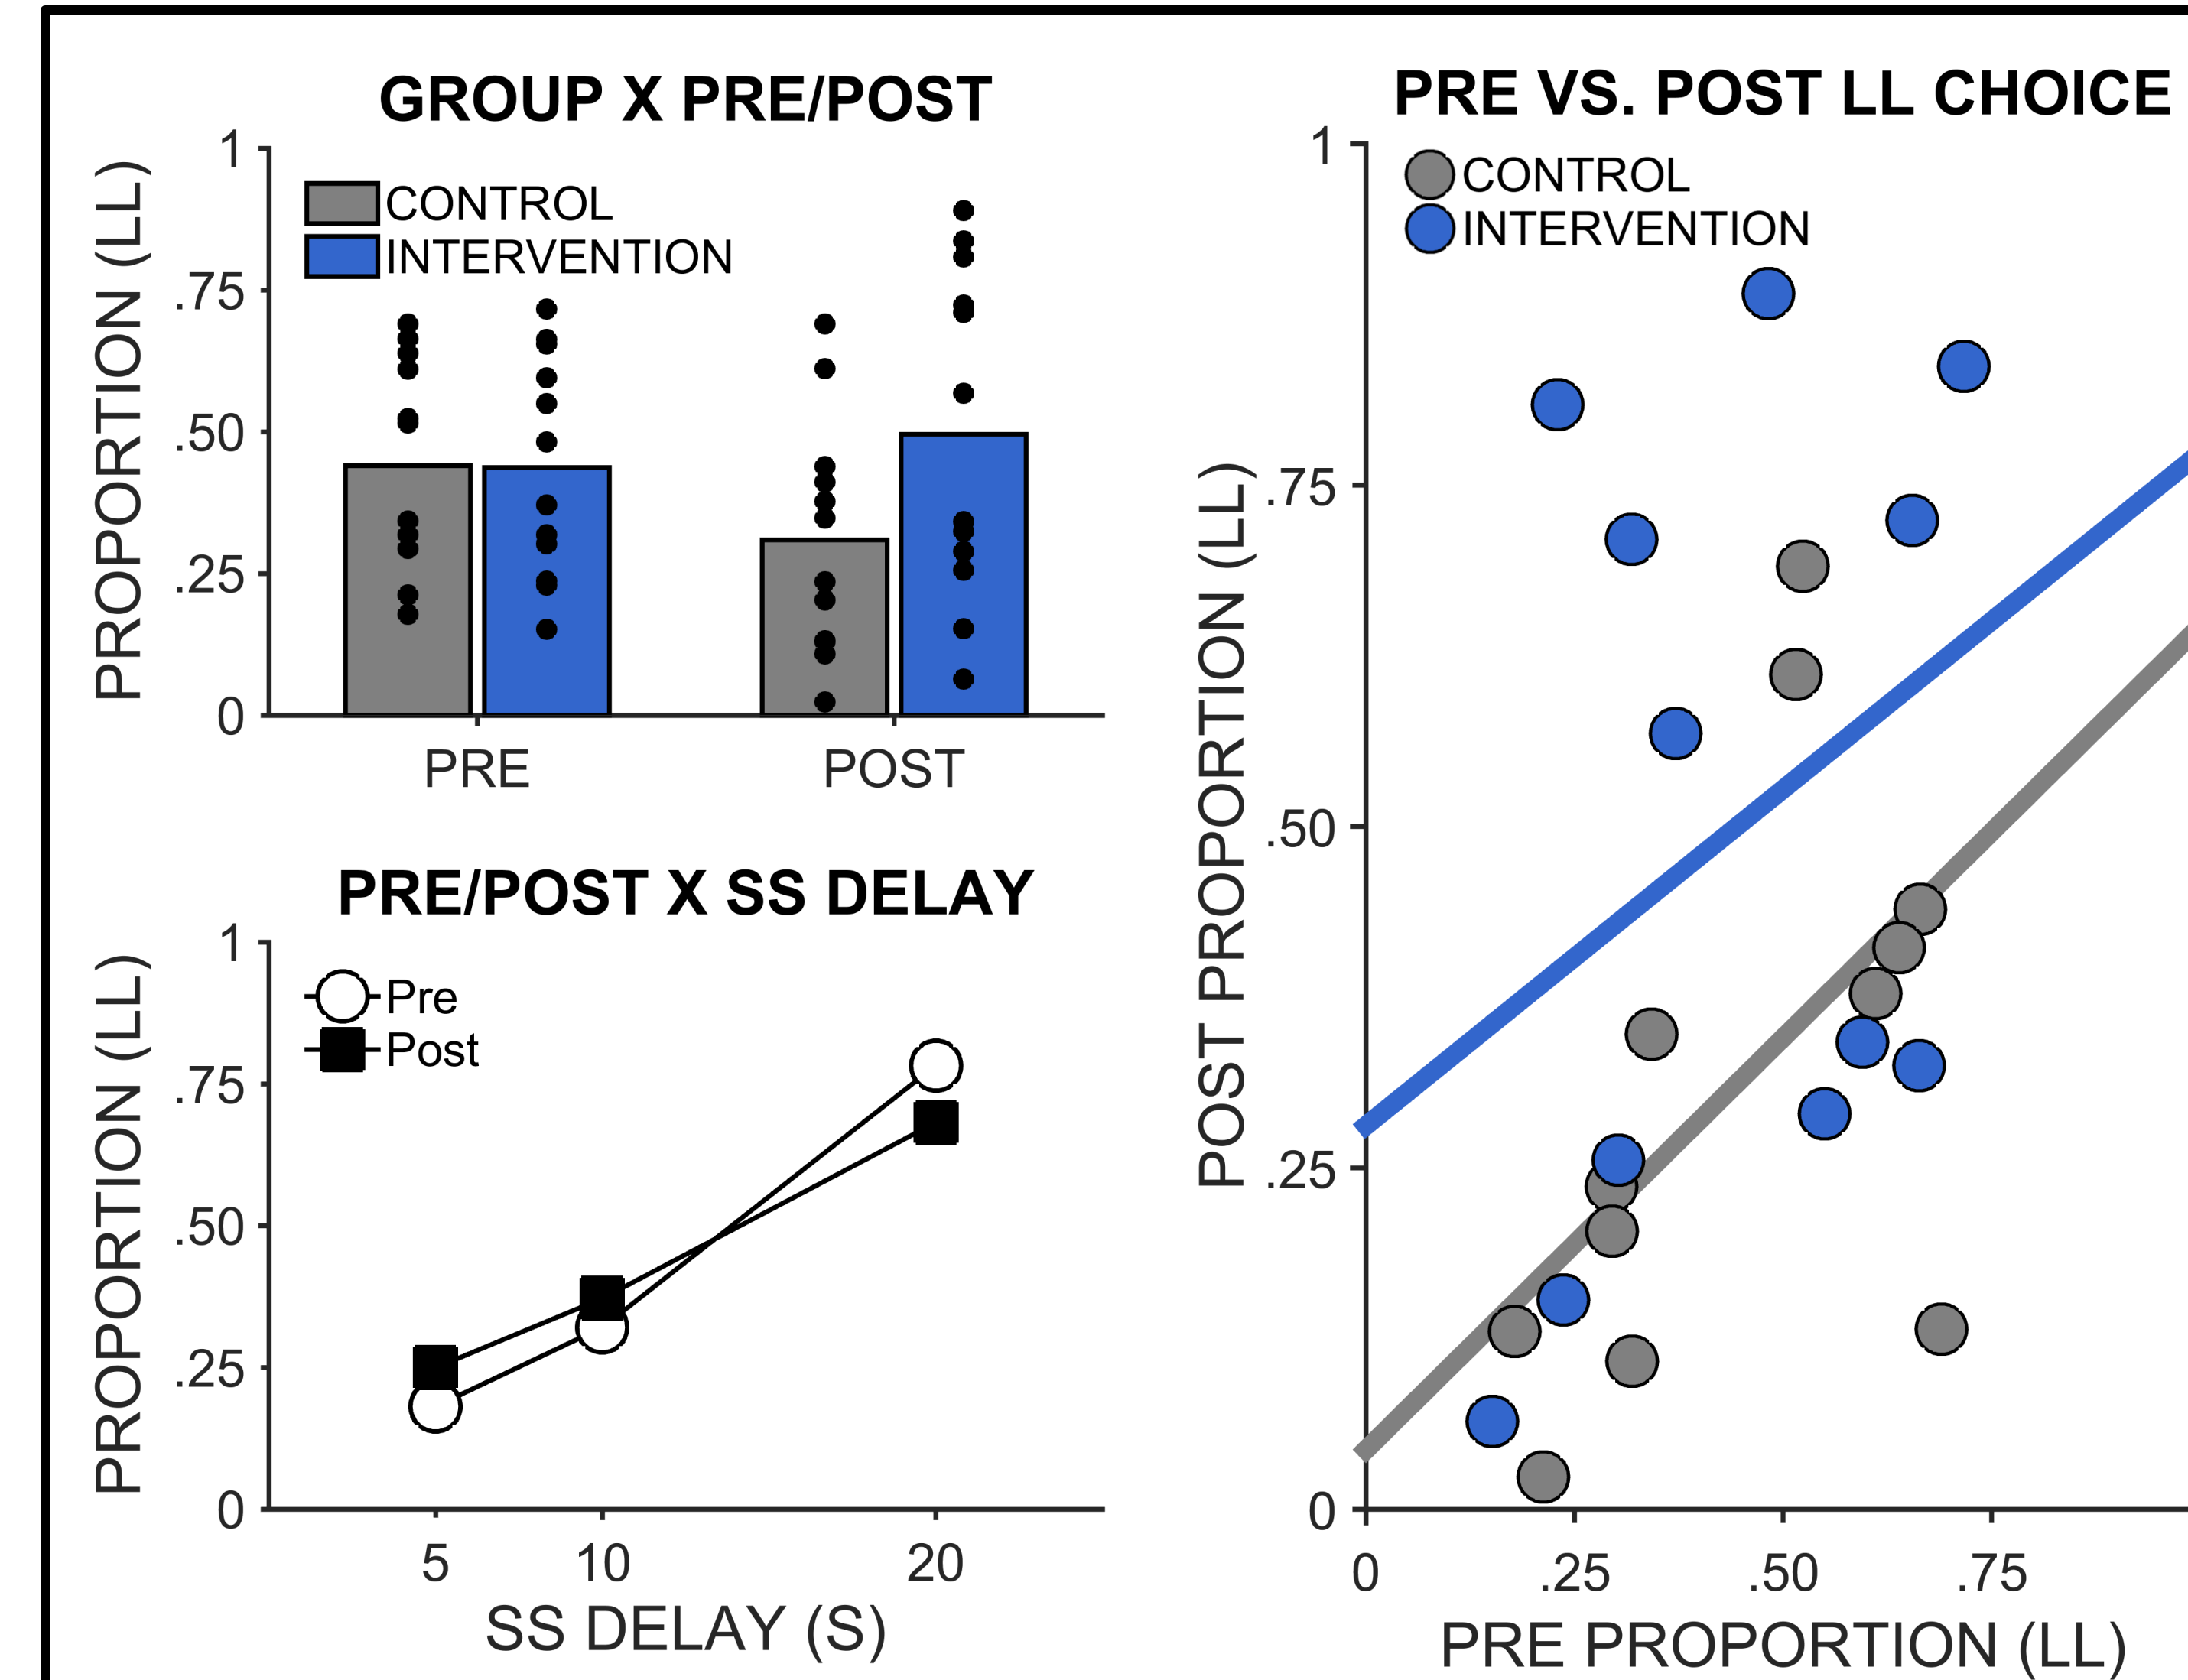 GROUP X PRE/POST
PROPORTION (LL)
1
.75
.50
.25
0
CONTROL
INTERVENTION
PRE
POST
PRE/POST X SS DELAY
PROPORTION (LL)
1
.75
.50
.25
0
Pre
Post
5
10
20
SS DELAY (S)
PRE VS. POST LL CHOICE
POST PROPORTION (LL)
1
.75
.50
.25
0
CONTROL
INTERVENTION
0
.25
.50
.75
PRE PROPORTION (LL)